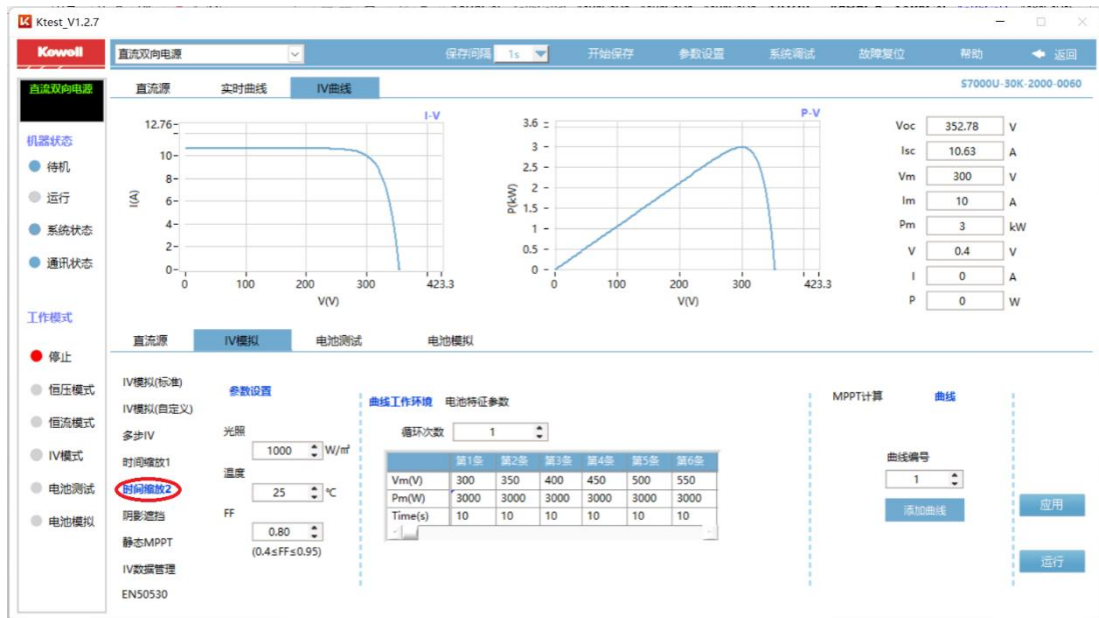 Ktest_V1.2.7
Kewell
直流双向电源
保存间隔 1s 开始保存 参数设置 系统调试 故障复位 帮助 返回
直流双向电源
直流源 实时曲线 IV曲线
S7000U-30K-2000-0060
机器状态
待机
运行
系统状态
通讯状态
工作模式
停止
恒压模式
恒流模式
IV模式
电池测试
电池模拟
I-V
I(A)
12.76
10
8
6
4
2
0
0 100 200 300 423.3
V(V)
P-V
P(kW)
3.6
3
2.5
2
1.5
1
0.5
0
0 100 200 300 423.3
V(V)
Voc 352.78 V
Isc 10.63 A
Vm 300 V
Im 10 A
Pm 3 kW
V 0.4 V
I 0 A
P 0 W
直流源 IV模拟 电池测试 电池模拟
IV模拟(标准)
IV模拟(自定义)
多步IV
时间缩放1
时间缩放2
阴影遮挡
静态MPPT
IV数据管理
EN50530
参数设置
光照
1000 W/㎡
温度
25 ℃
FF
0.80
(0.4≤FF≤0.95)
曲线工作环境 电池特征参数
循环次数 1
第1条 第2条 第3条 第4条 第5条 第6条
Vm(V) 300 350 400 450 500 550
Pm(W) 3000 3000 3000 3000 3000 3000
Time(s) 10 10 10 10 10 10
MPPT计算 曲线
曲线编号
1
添加曲线
应用
运行